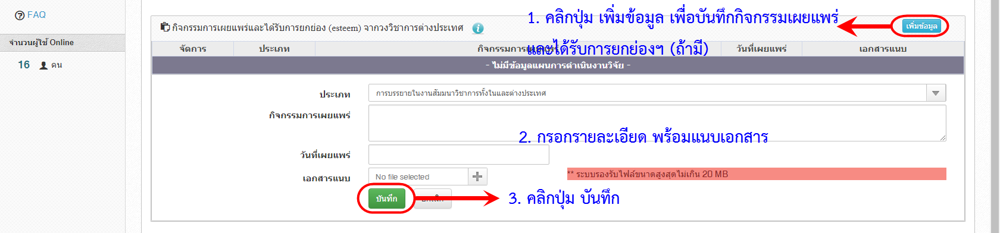 FAQ
จำนวนผู้ใช้ Online
16 คน
1. คลิกปุ่ม เพิ่มข้อมูล เพื่อบันทึกกิจกรรมเผยแพร่
และได้รับการยกย่องฯ (ถ้ามี)
กิจกรรมการเผยแพร่และได้รับการยกย่อง (esteem) จากวงวิชาการต่างประเทศ
เพิ่มข้อมูล
จัดการ ประเภท กิจกรรมการเผยแพร่ วันที่เผยแพร่ เอกสารแนบ
- ไม่มีข้อมูลแผนการดำเนินงานวิจัย -
ประเภท การบรรยายในงานสัมมนาวิชาการทั้งในและต่างประเทศ
กิจกรรมการเผยแพร่
2. กรอกรายละเอียด พร้อมแนบเอกสาร
วันที่เผยแพร่
เอกสารแนบ No file selected ** ระบบรองรับไฟล์ขนาดสูงสุดไม่เกิน 20 MB
บันทึก ยกเลิก 3. คลิกปุ่ม บันทึก